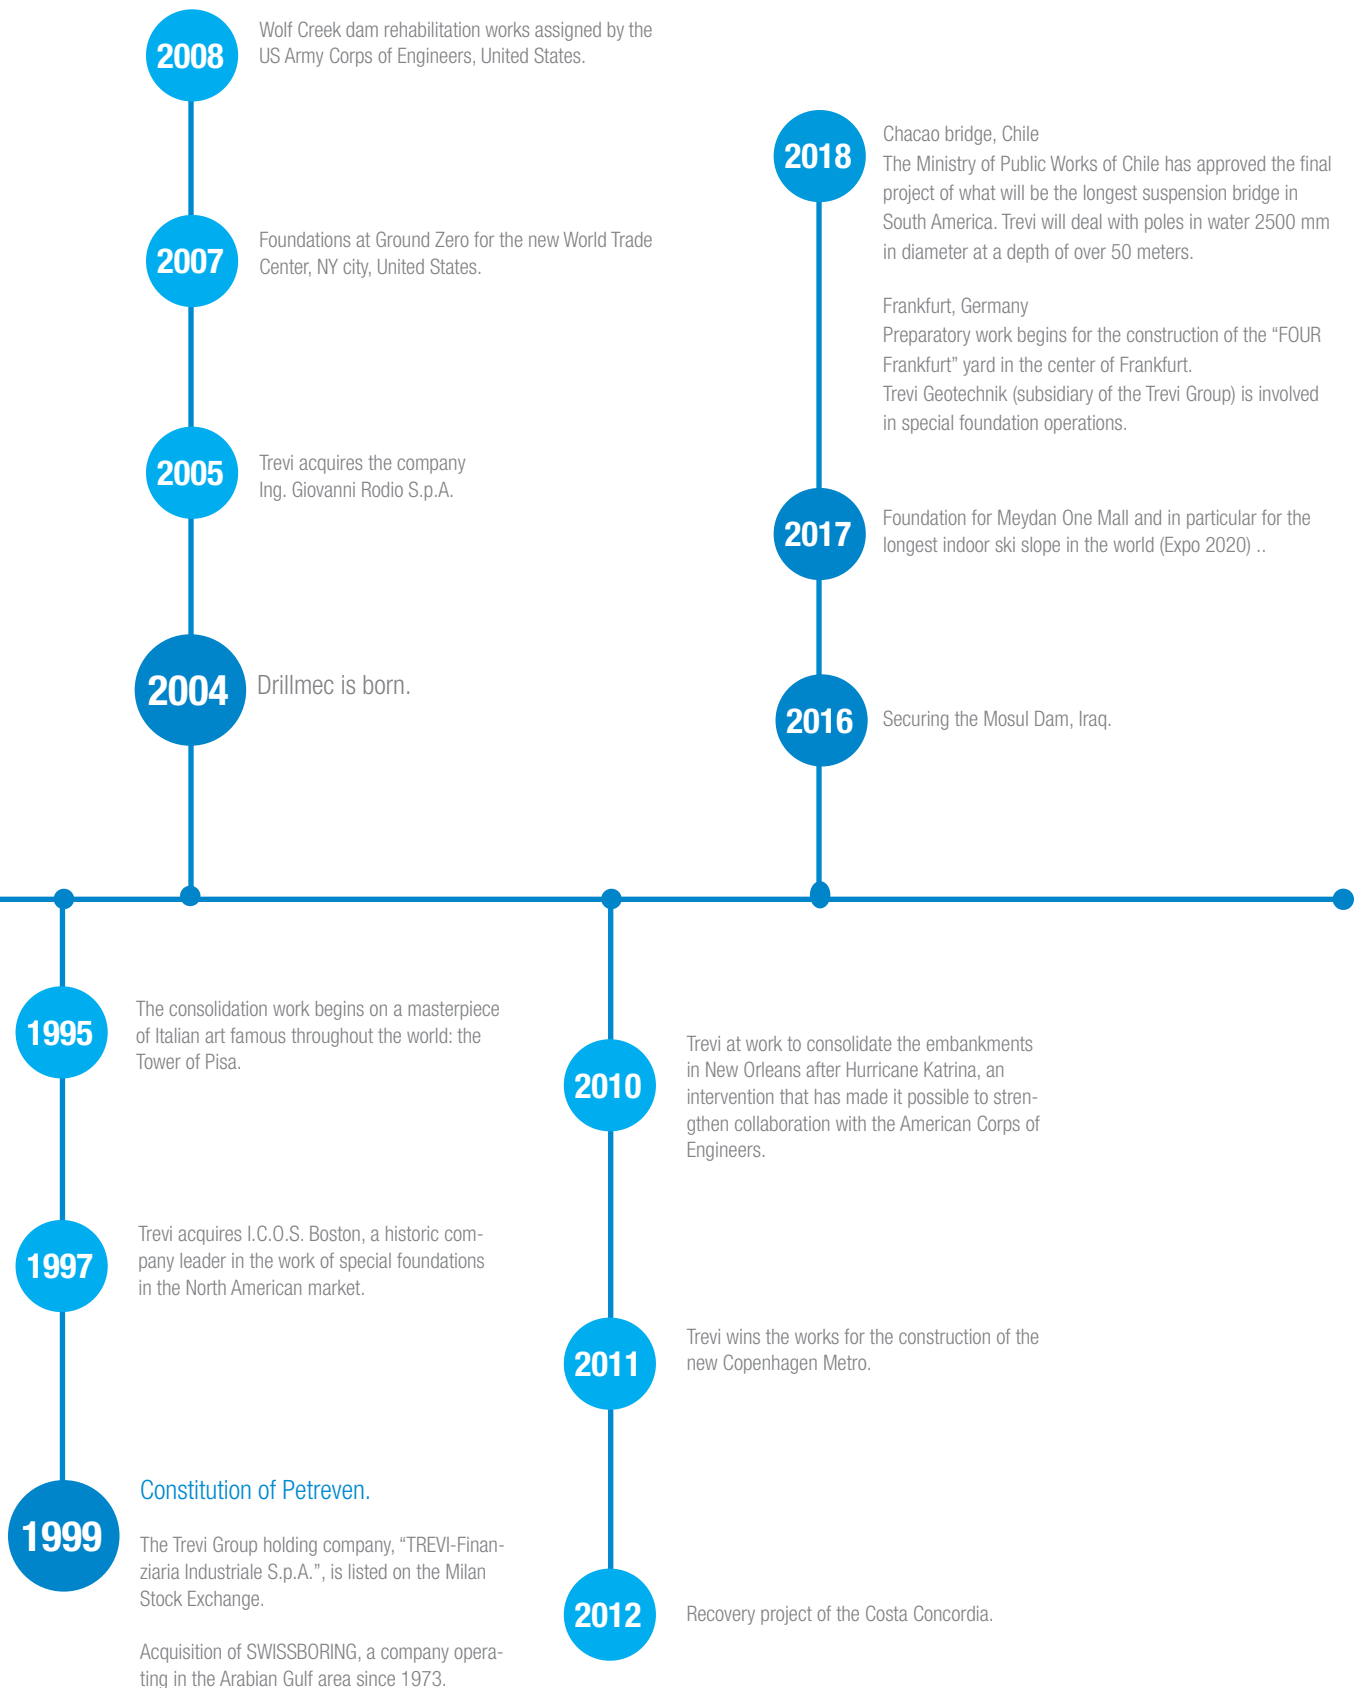 2008
Wolf Creek dam rehabilitation works assigned by the
US Army Corps of Engineers, United States.
2007
Foundations at Ground Zero for the new World Trade
Center, NY city, United States.
2005
Trevi acquires the company
Ing. Giovanni Rodio S.p.A.
2004
Drillmec is born.
2018
Chacao bridge, Chile
The Ministry of Public Works of Chile has approved the final
project of what will be the longest suspension bridge in
South America. Trevi will deal with poles in water 2500 mm
in diameter at a depth of over 50 meters.
Frankfurt, Germany
Preparatory work begins for the construction of the “FOUR
Frankfurt” yard in the center of Frankfurt.
Trevi Geotechnik (subsidiary of the Trevi Group) is involved
in special foundation operations.
2017
Foundation for Meydan One Mall and in particular for the
longest indoor ski slope in the world (Expo 2020) ..
2016
Securing the Mosul Dam, Iraq.
1995
The consolidation work begins on a masterpiece
of Italian art famous throughout the world: the
Tower of Pisa.
1997
Trevi acquires I.C.O.S. Boston, a historic com-
pany leader in the work of special foundations
in the North American market.
1999
Constitution of Petreven.
The Trevi Group holding company, “TREVI-Finan-
ziaria Industriale S.p.A.”, is listed on the Milan
Stock Exchange.
Acquisition of SWISSBORING, a company opera-
ting in the Arabian Gulf area since 1973.
2010
Trevi at work to consolidate the embankments
in New Orleans after Hurricane Katrina, an
intervention that has made it possible to stren-
gthen collaboration with the American Corps of
Engineers.
2011
Trevi wins the works for the construction of the
new Copenhagen Metro.
2012
Recovery project of the Costa Concordia.